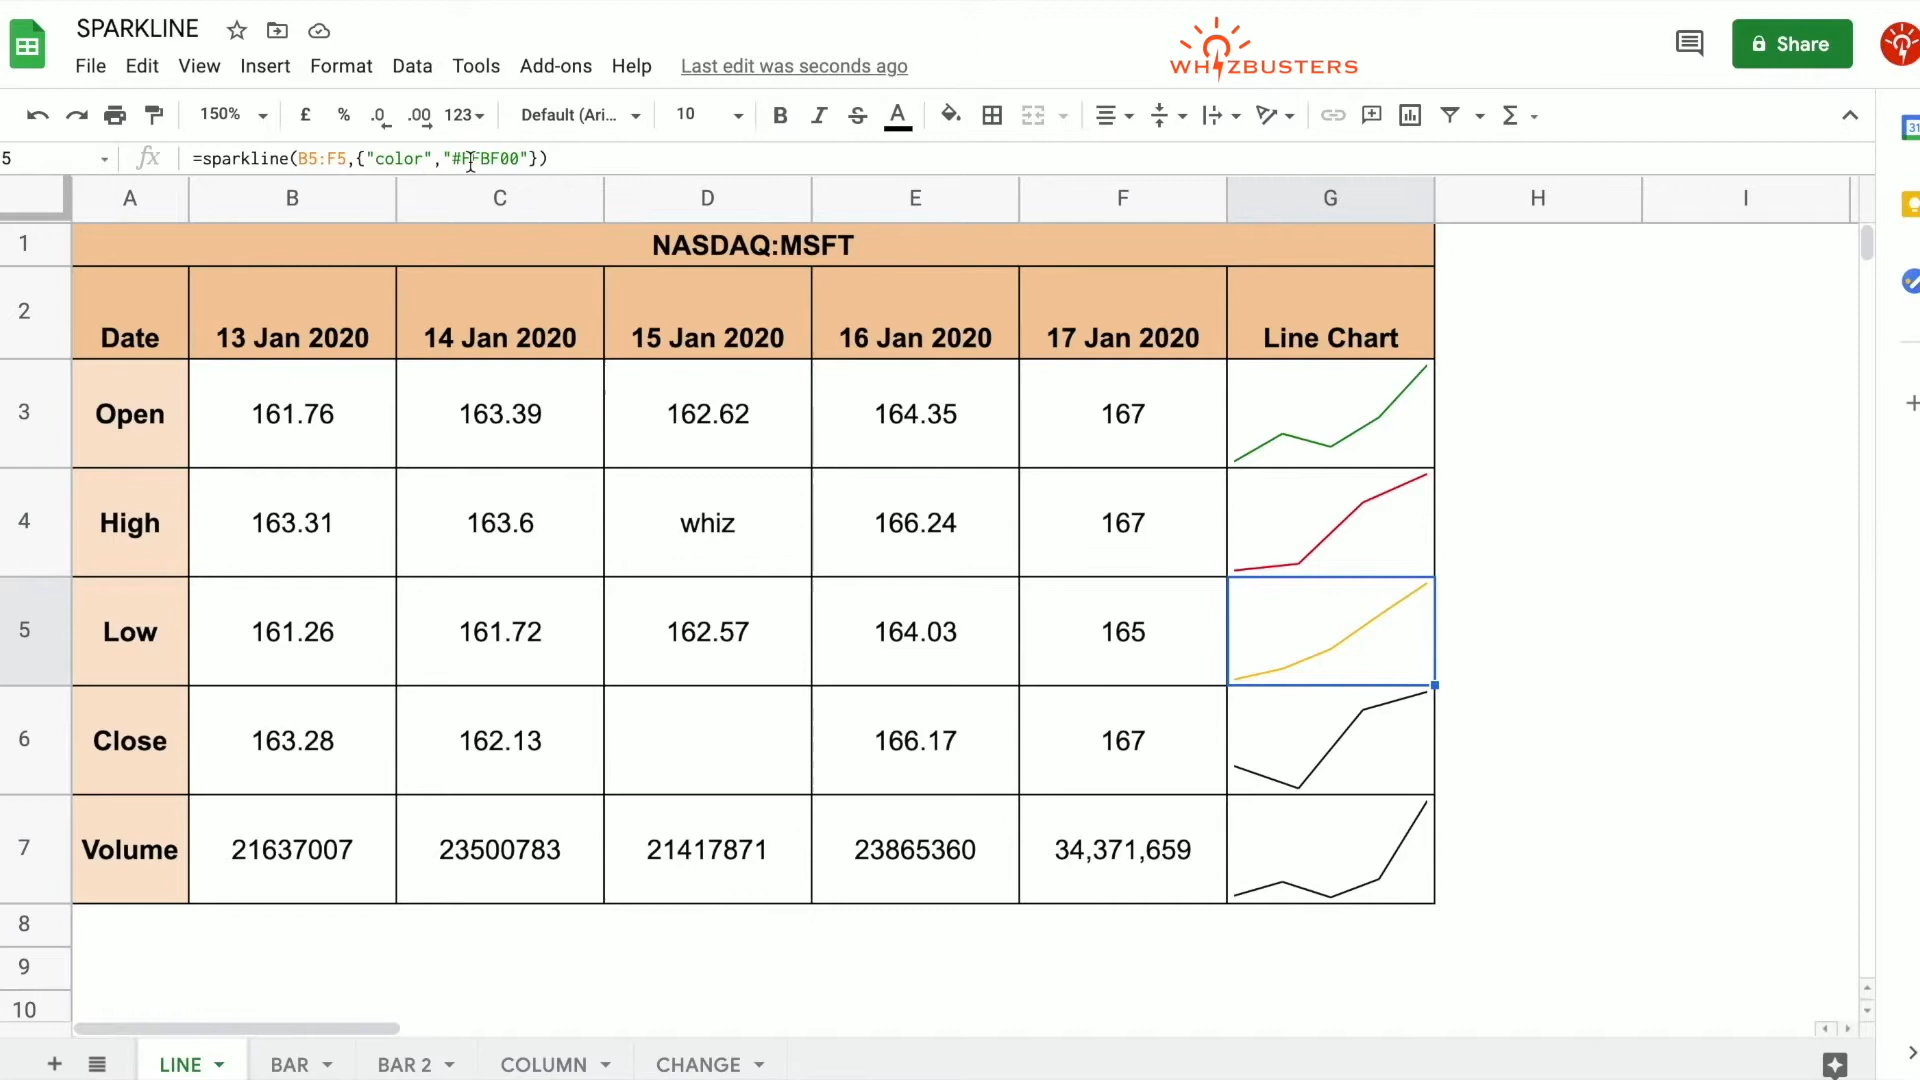 SPARKLINE
WHIZBUSTERS
Share
File Edit View Insert Format Data Tools Add-ons Help Last edit was seconds ago
150% £ % .0 .00 123 Default (Ari... 10 B I S A Σ
31
5 fx =sparkline(B5:F5,{"color","#FFBF00"})
A B C D E F G H I
1 NASDAQ:MSFT
2 Date 13 Jan 2020 14 Jan 2020 15 Jan 2020 16 Jan 2020 17 Jan 2020 Line Chart
3 Open 161.76 163.39 162.62 164.35 167
4 High 163.31 163.6 whiz 166.24 167
5 Low 161.26 161.72 162.57 164.03 165
6 Close 163.28 162.13 166.17 167
7 Volume 21637007 23500783 21417871 23865360 34,371,659
8
9
10
LINE BAR BAR 2 COLUMN CHANGE